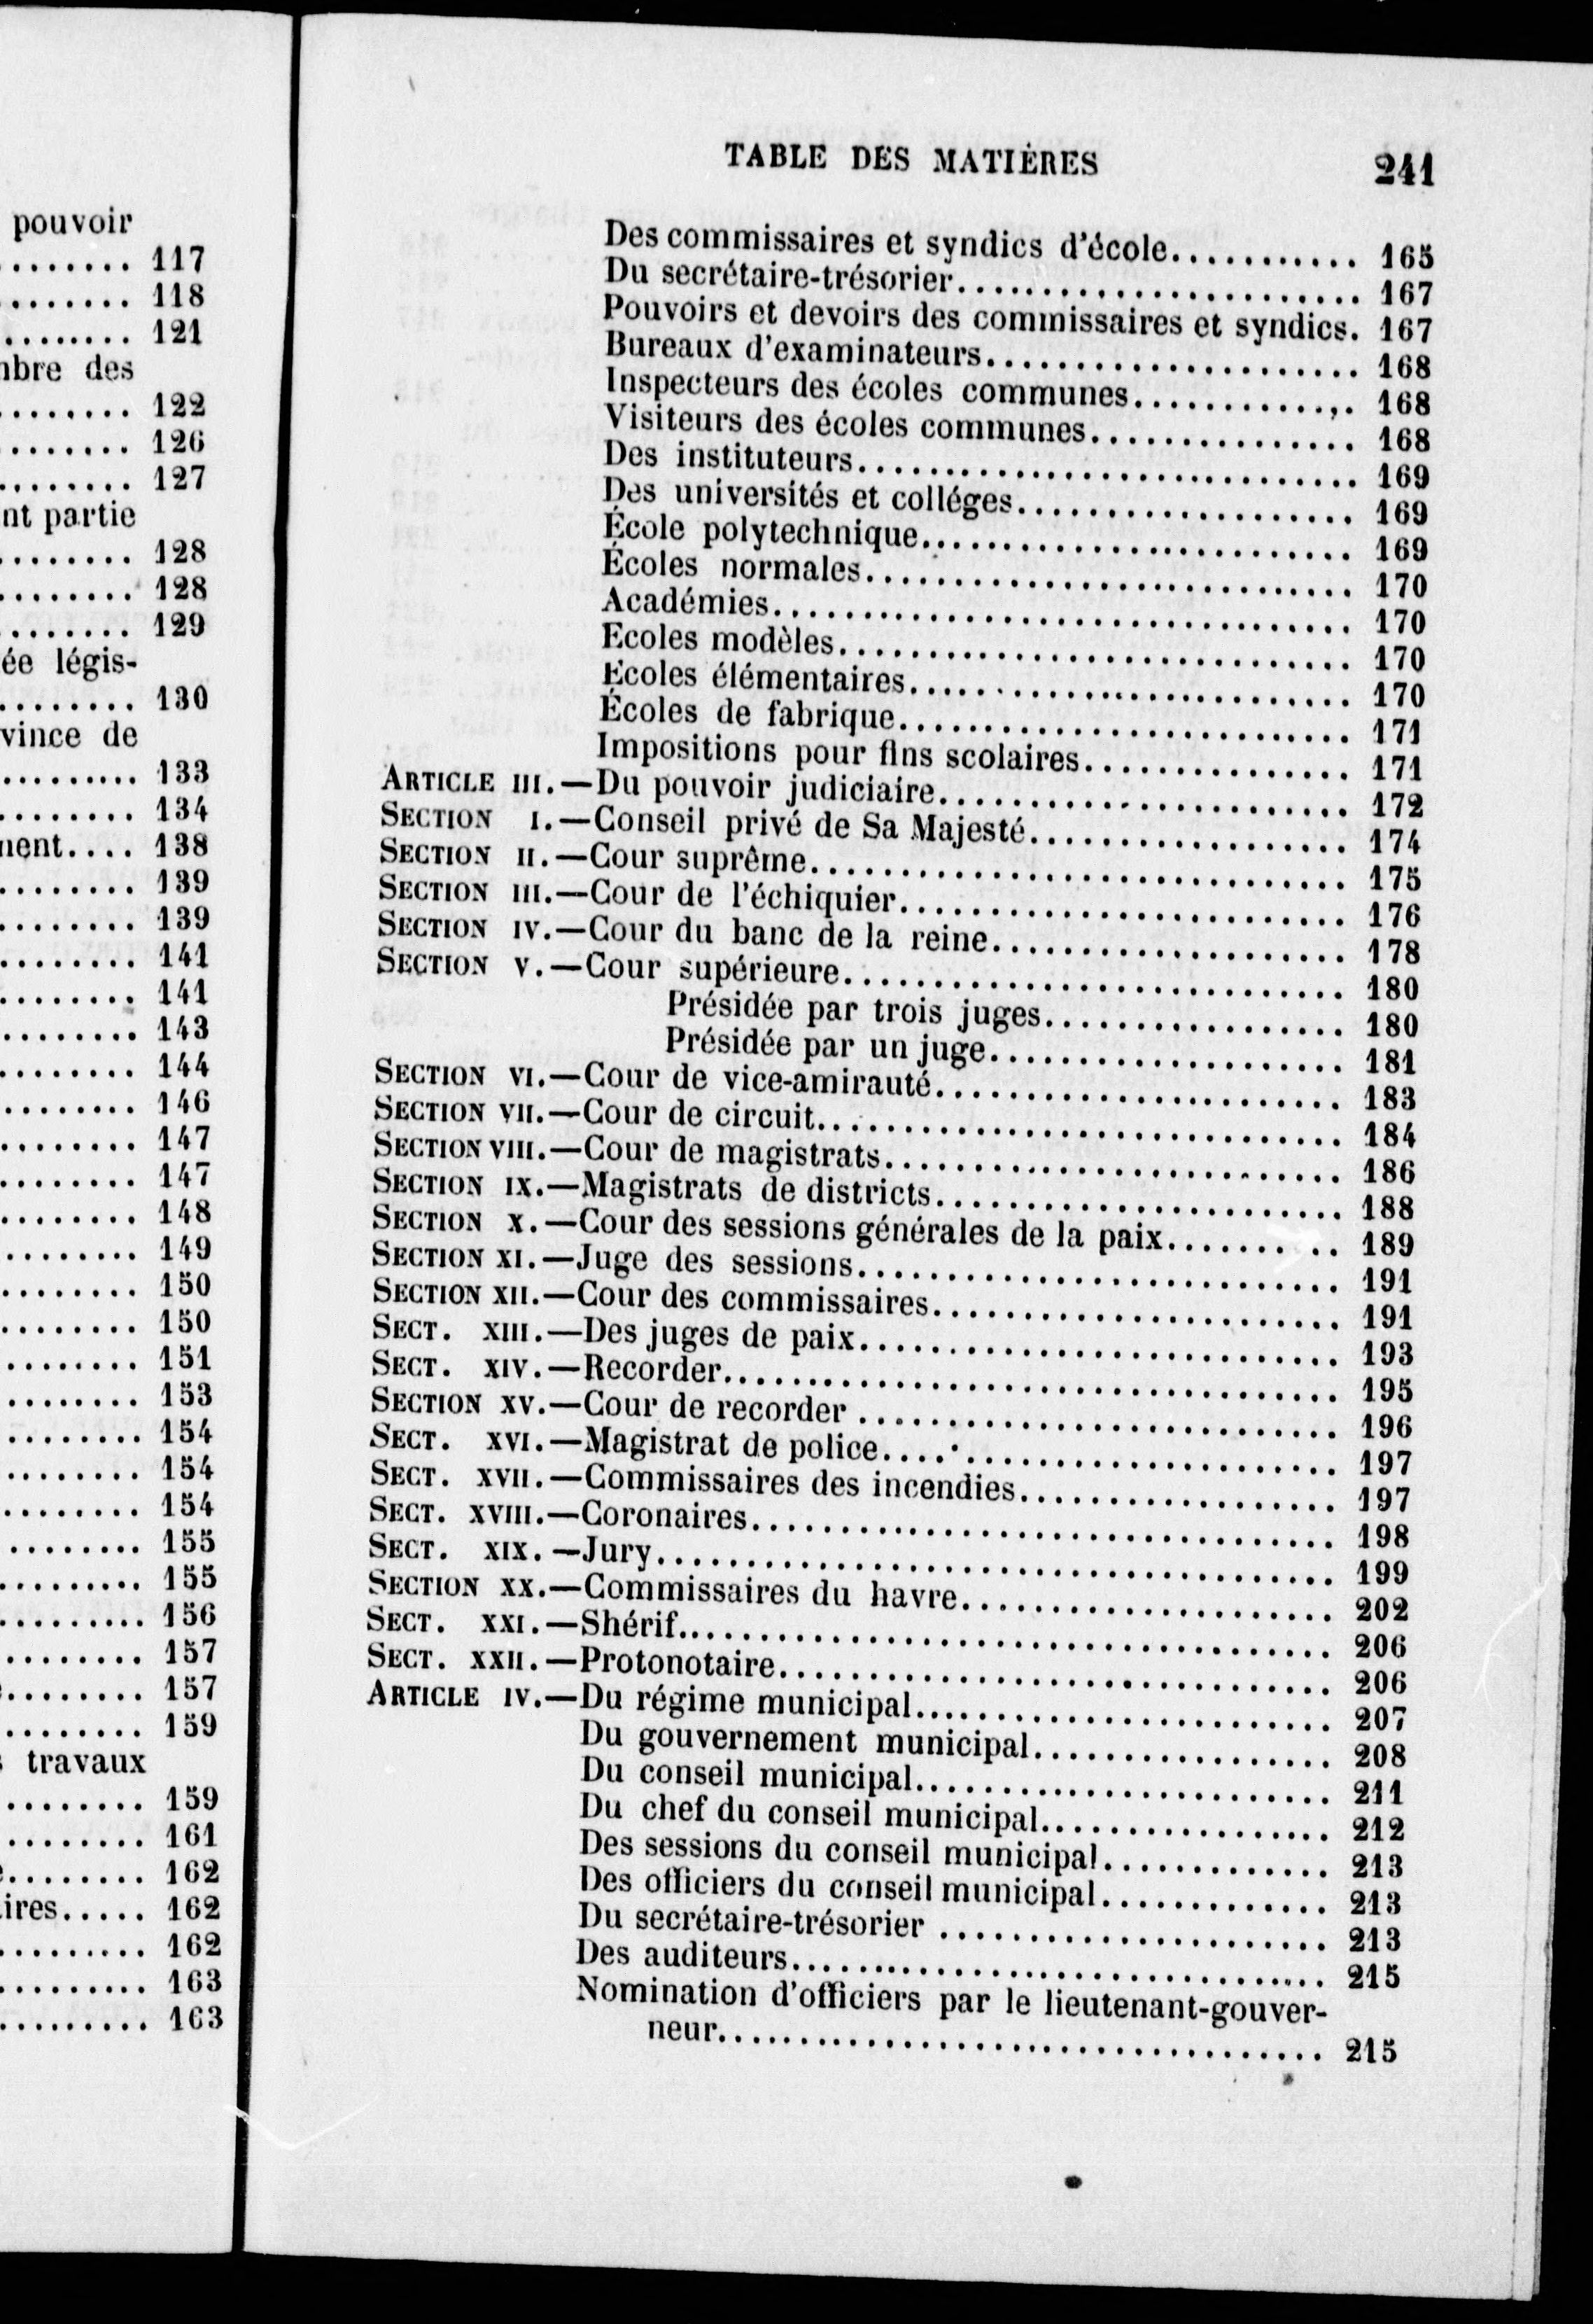 pouvoir
........ 117
........ 118
........ 121
mbre des
........ 122
........ 126
........ 127
nt partie
........ 128
........ 128
........ 129
ée légis-
........ 130
vince de
......... 133
........ 134
nent.... 138
........ 139
........ 139
........ 141
........ 141
........ 143
........ 144
........ 146
........ 147
........ 147
........ 148
........ 149
........ 150
........ 150
........ 151
........ 153
........ 154
........ 154
........ 154
........ 155
......... 155
......... 156
........ 157
........ 157
........ 159
travaux
........ 159
........ 161
........ 162
ires..... 162
......... 162
......... 163
......... 163
TABLE DES MATIÈRES 241
Des commissaires et syndics d'école........... 165
Du secrétaire-trésorier........................ 167
Pouvoirs et devoirs des commissaires et syndics. 167
Bureaux d'examinateurs...................... 168
Inspecteurs des écoles communes............. 168
Visiteurs des écoles communes............... 168
Des instituteurs............................. 169
Des universités et colléges.................... 169
École polytechnique.......................... 169
Écoles normales............................. 170
Académies.................................. 170
Ecoles modèles.............................. 170
Écoles élémentaires.......................... 170
Écoles de fabrique........................... 171
Impositions pour fins scolaires................ 171
ARTICLE III.—Du pouvoir judiciaire........................ 172
SECTION I.—Conseil privé de Sa Majesté................... 174
SECTION II.—Cour suprême................................ 175
SECTION III.—Cour de l'échiquier.......................... 176
SECTION IV.—Cour du banc de la reine..................... 178
SECTION V.—Cour supérieure.............................. 180
Présidée par trois juges.................. 180
Présidée par un juge..................... 181
SECTION VI.—Cour de vice-amirauté........................ 183
SECTION VII.—Cour de circuit............................... 184
SECTION VIII.—Cour de magistrats........................... 186
SECTION IX.—Magistrats de districts........................ 188
SECTION X.—Cour des sessions générales de la paix.......... 189
SECTION XI.—Juge des sessions............................ 191
SECTION XII.—Cour des commissaires........................ 191
SECT. XIII.—Des juges de paix............................ 193
SECT. XIV.—Recorder.................................... 195
SECTION XV.—Cour de recorder ............................ 196
SECT. XVI.—Magistrat de police........................... 197
SECT. XVII.—Commissaires des incendies................... 197
SECT. XVIII.—Coronaires.................................. 198
SECT. XIX.—Jury........................................ 199
SECTION XX.—Commissaires du havre...................... 202
SECT. XXI.—Shérif...................................... 206
SECT. XXII.—Protonotaire................................ 206
ARTICLE IV.—Du régime municipal........................ 207
Du gouvernement municipal.................. 208
Du conseil municipal........................ 211
Du chef du conseil municipal................. 212
Des sessions du conseil municipal............. 213
Des officiers du conseil municipal............. 213
Du secrétaire-trésorier ...................... 213
Des auditeurs............................... 215
Nomination d'officiers par le lieutenant-gouver-
neur................................... 215